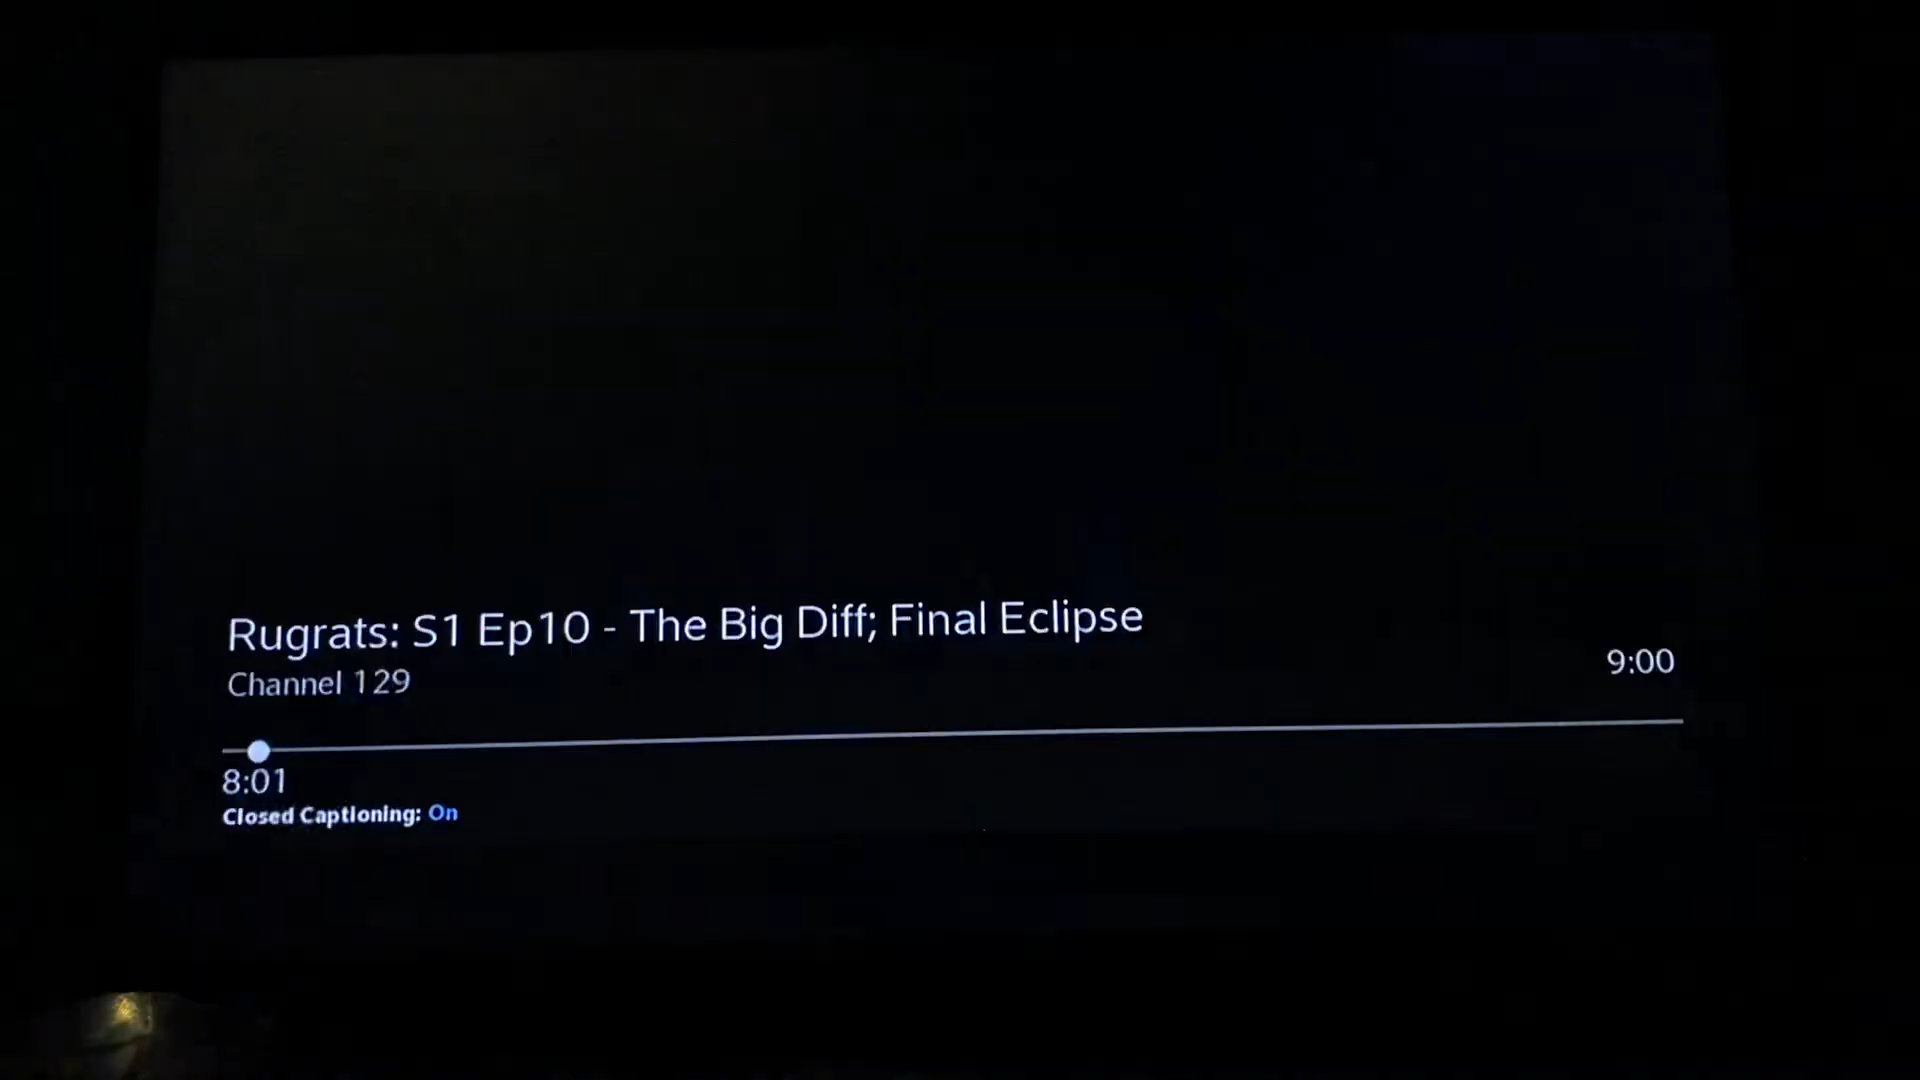 Rugrats: S1 Ep10 - The Big Diff; Final Eclipse
Channel 129
9:00
8:01
Closed Captioning: On